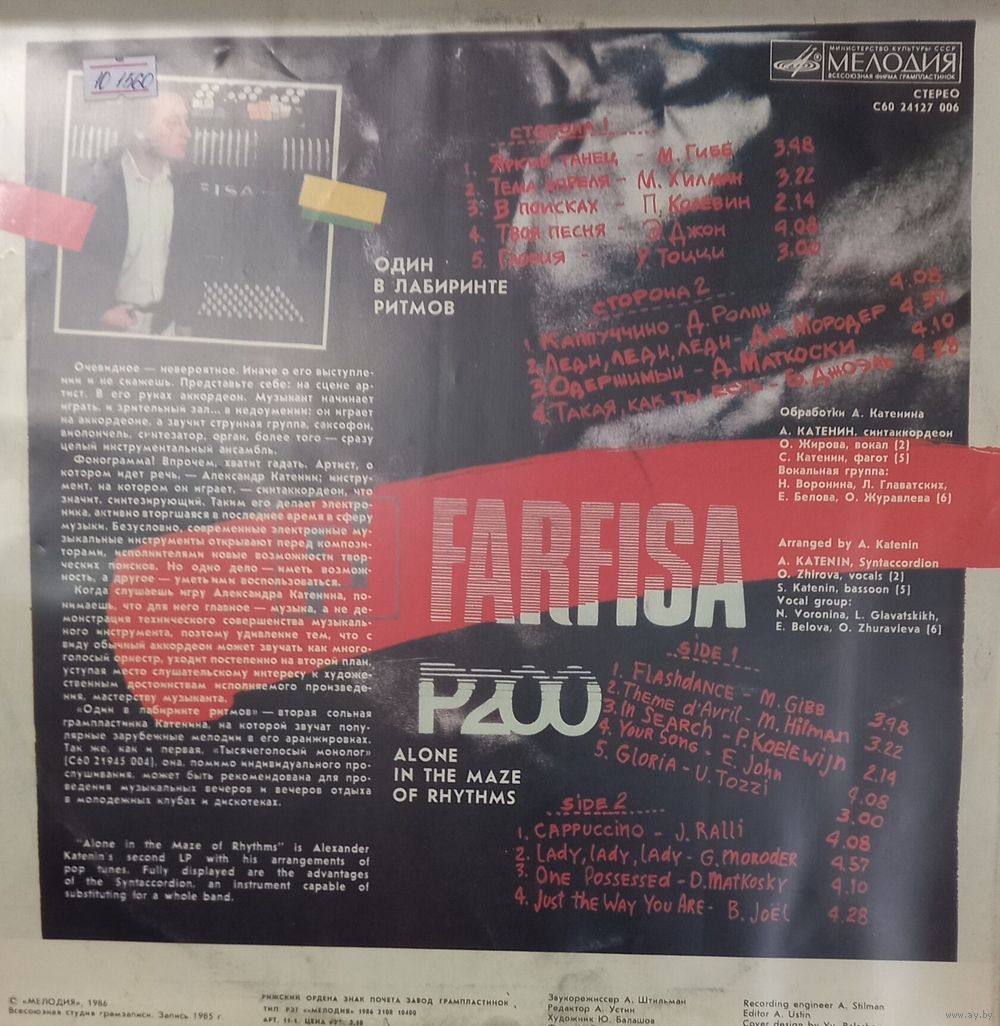 10 1560
МИНИСТЕРСТВО КУЛЬТУРЫ СССР
МЕЛОДИЯ
ВСЕСОЮЗНАЯ ФИРМА ГРАМПЛАСТИНОК
СТЕРЕО
С60 24127 006
СТОРОНА 1
1. ЯРКИЙ ТАНЕЦ - М. ГИББ 3.48
2. ТЕМА АПРЕЛЯ - М. ХИЛМАН 3.22
3. В ПОИСКАХ - П. КОЛЕВИН 2.14
4. ТВОЯ ПЕСНЯ - Э. ДЖОН 4.08
5. ГЛОРИЯ - У. ТОЦЦИ 3.00
СТОРОНА 2
1. КАППУЧЧИНО - Д. РОЛЛИ 4.08
2. ЛЕДИ, ЛЕДИ, ЛЕДИ - ДЖ. МОРОДЕР 4.57
3. ОДЕРЖИМЫЙ - Д. МАТКОСКИ 4.10
4. ТАКАЯ, КАК ТЫ ЕСТЬ - Б. ДЖОЭЛЬ 4.28
ОДИН
В ЛАБИРИНТЕ
РИТМОВ
Очевидное — невероятное. Иначе о его выступле-
нии и не скажешь. Представьте себе: на сцене ар-
тист. В его руках аккордеон. Музыкант начинает
играть, и зрительный зал... в недоумении: он играет
на аккордеоне, а звучит струнная группа, саксофон,
виолончель, синтезатор, орган, более того — сразу
целый инструментальный ансамбль.
Фонограмма! Впрочем, хватит гадать. Артист, о
котором идет речь, — Александр Катенин; инстру-
мент, на котором он играет, — синтаккордеон, что
значит, синтезирующий. Таким его делает электро-
ника, активно вторгшаяся в последнее время в сферу
музыки. Безусловно, современные электронные му-
зыкальные инструменты открывают перед компози-
торами, исполнителями новые возможности твор-
ческих поисков. Но одно дело — иметь возмож-
ность, а другое — уметь ими воспользоваться.
Когда слушаешь игру Александра Катенина, по-
нимаешь, что для него главное — музыка, а не де-
монстрация технического совершенства музыкаль-
ного инструмента, поэтому удивление тем, что с
виду обычный аккордеон может звучать как много-
голосый оркестр, уходит постепенно на второй план,
уступая место слушательскому интересу к художе-
ственным достоинствам исполняемого произведе-
ния, мастерству музыканта.
«Один в лабиринте ритмов» — вторая сольная
грампластинка Катенина, на которой звучат попу-
лярные зарубежные мелодии в его аранжировках.
Так же, как и первая, «Тысячеголосый монолог»
[С60 21945 004], она, помимо индивидуального про-
слушивания, может быть рекомендована для про-
ведения музыкальных вечеров и вечеров отдыха
в молодежных клубах и дискотеках.
"Alone in the Maze of Rhythms" is Alexander
Katenin's second LP with his arrangements of
pop tunes. Fully displayed are the advantages
of the Syntaccordion, an instrument capable of
substituting for a whole band.
Обработки А. Катенина
А. КАТЕНИН, синтаккордеон
О. Жирова, вокал [2]
С. Катенин, фагот [5]
Вокальная группа:
Н. Воронина, Л. Главатских,
Е. Белова, О. Журавлева [6]
Arranged by A. Katenin
A. KATENIN, Syntaccordion
O. Zhirova, vocals [2]
S. Katenin, bassoon [5]
Vocal group:
N. Voronina, L. Glavatskikh,
E. Belova, O. Zhuravleva [6]
FARFISA
P200
ALONE
IN THE MAZE
OF RHYTHMS
SIDE 1
1. FLASHDANCE - M. GIBB 3.48
2. THEME d'AVRIL - M. HILMAN 3.22
3. IN SEARCH - P. KOELEWIJN 2.14
4. YOUR SONG - E. JOHN 4.08
5. GLORIA - U. TOZZI 3.00
SIDE 2
1. CAPPUCCINO - J. RALLI 4.08
2. LADY, LADY, LADY - G. MORODER 4.57
3. ONE POSSESSED - D. MATKOSKY 4.10
4. JUST THE WAY YOU ARE - B. JOËL 4.28
© «МЕЛОДИЯ», 1986
Всесоюзная студия грамзаписи. Запись 1985 г.
РИЖСКИЙ ОРДЕНА ЗНАК ПОЧЕТА ЗАВОД ГРАМПЛАСТИНОК
ТИП. РЗГ «МЕЛОДИЯ» 1986 2108 10400
АРТ. 11-1. ЦЕНА РУБ.
Звукорежиссер А. Штильман
Редактор А. Устин
Художник Ю. Балашов
Recording engineer A. Stilman
Editor A. Ustin
Cover design by Yu.
www.ay.by